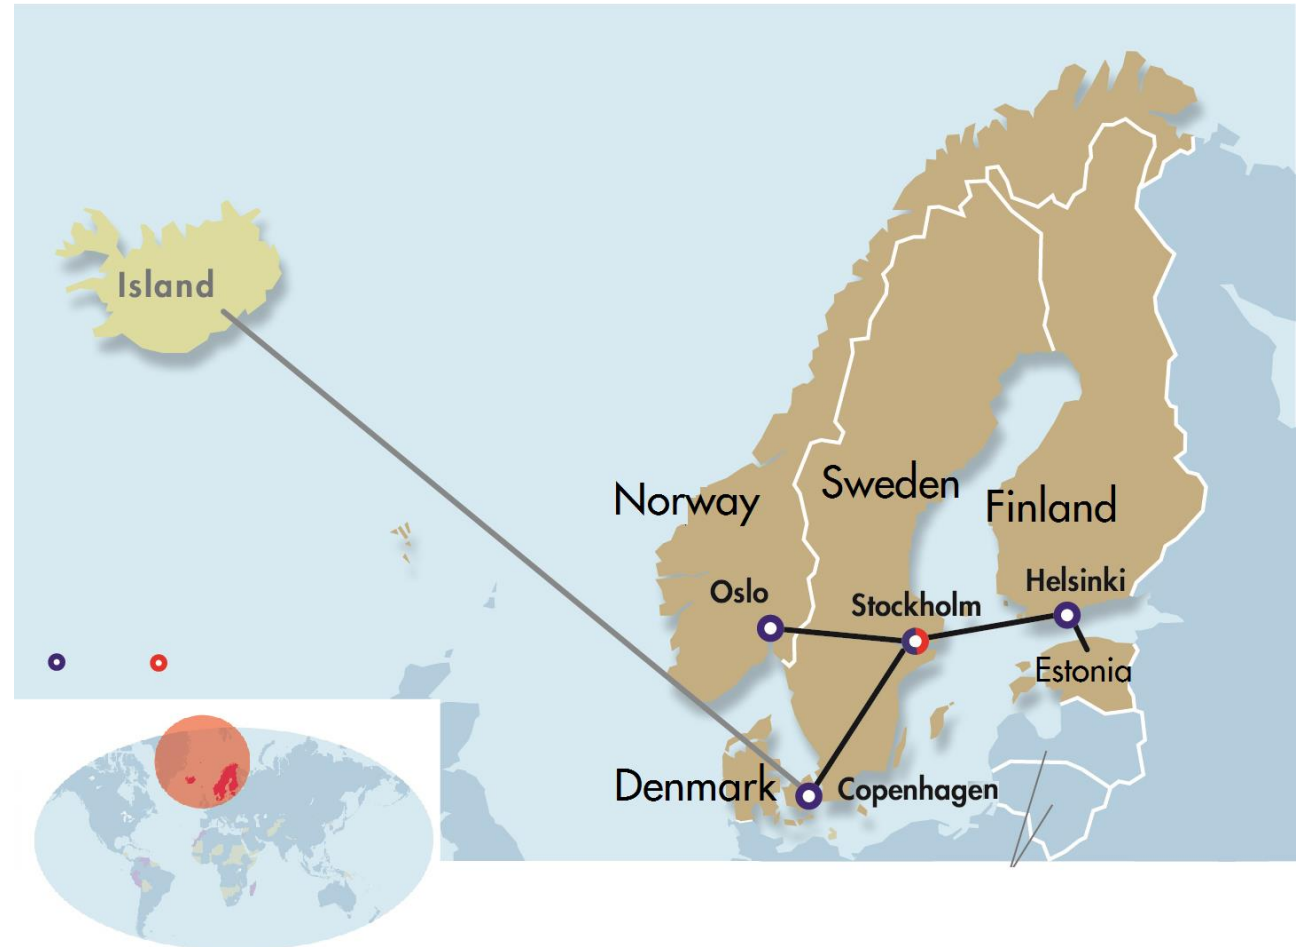 Island
Norway
Sweden
Finland
Oslo
Stockholm
Helsinki
Estonia
Denmark
Copenhagen